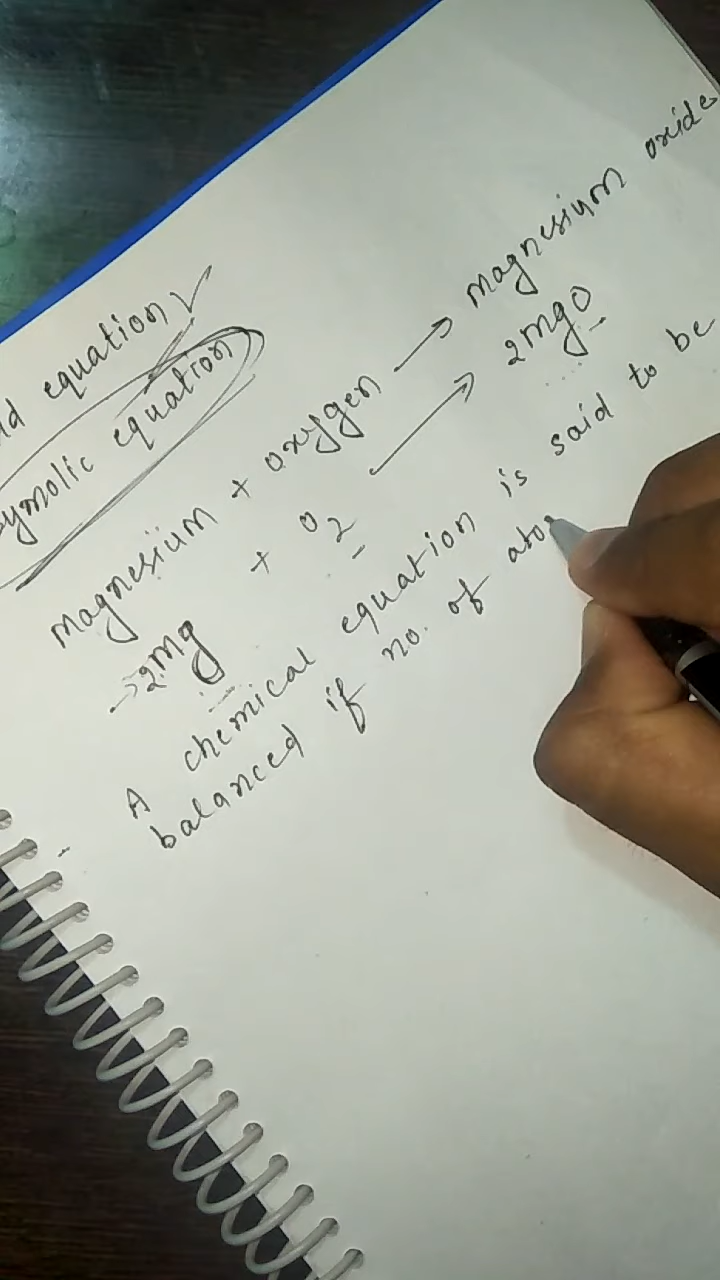 equation ✓
symolic equation
magnesium + oxygen → magnesium oxide
→ 2mg + O2 → 2mgO
A chemical equation is said to be
balanced if no. of ato